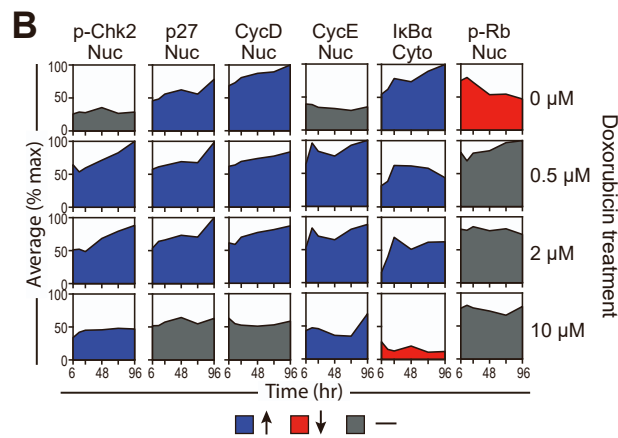 B
p-Chk2 p27 CycD CycE IκBα p-Rb
Nuc Nuc Nuc Nuc Cyto Nuc
100
50
0
0 µM
100
50
0.5 µM
100
50
2 µM
100
50
0
10 µM
Average (% max)
Doxorubicin treatment
6 48 96 6 48 96 6 48 96 6 48 96 6 48 96 6 48 96
Time (hr)
↑ ↓ —